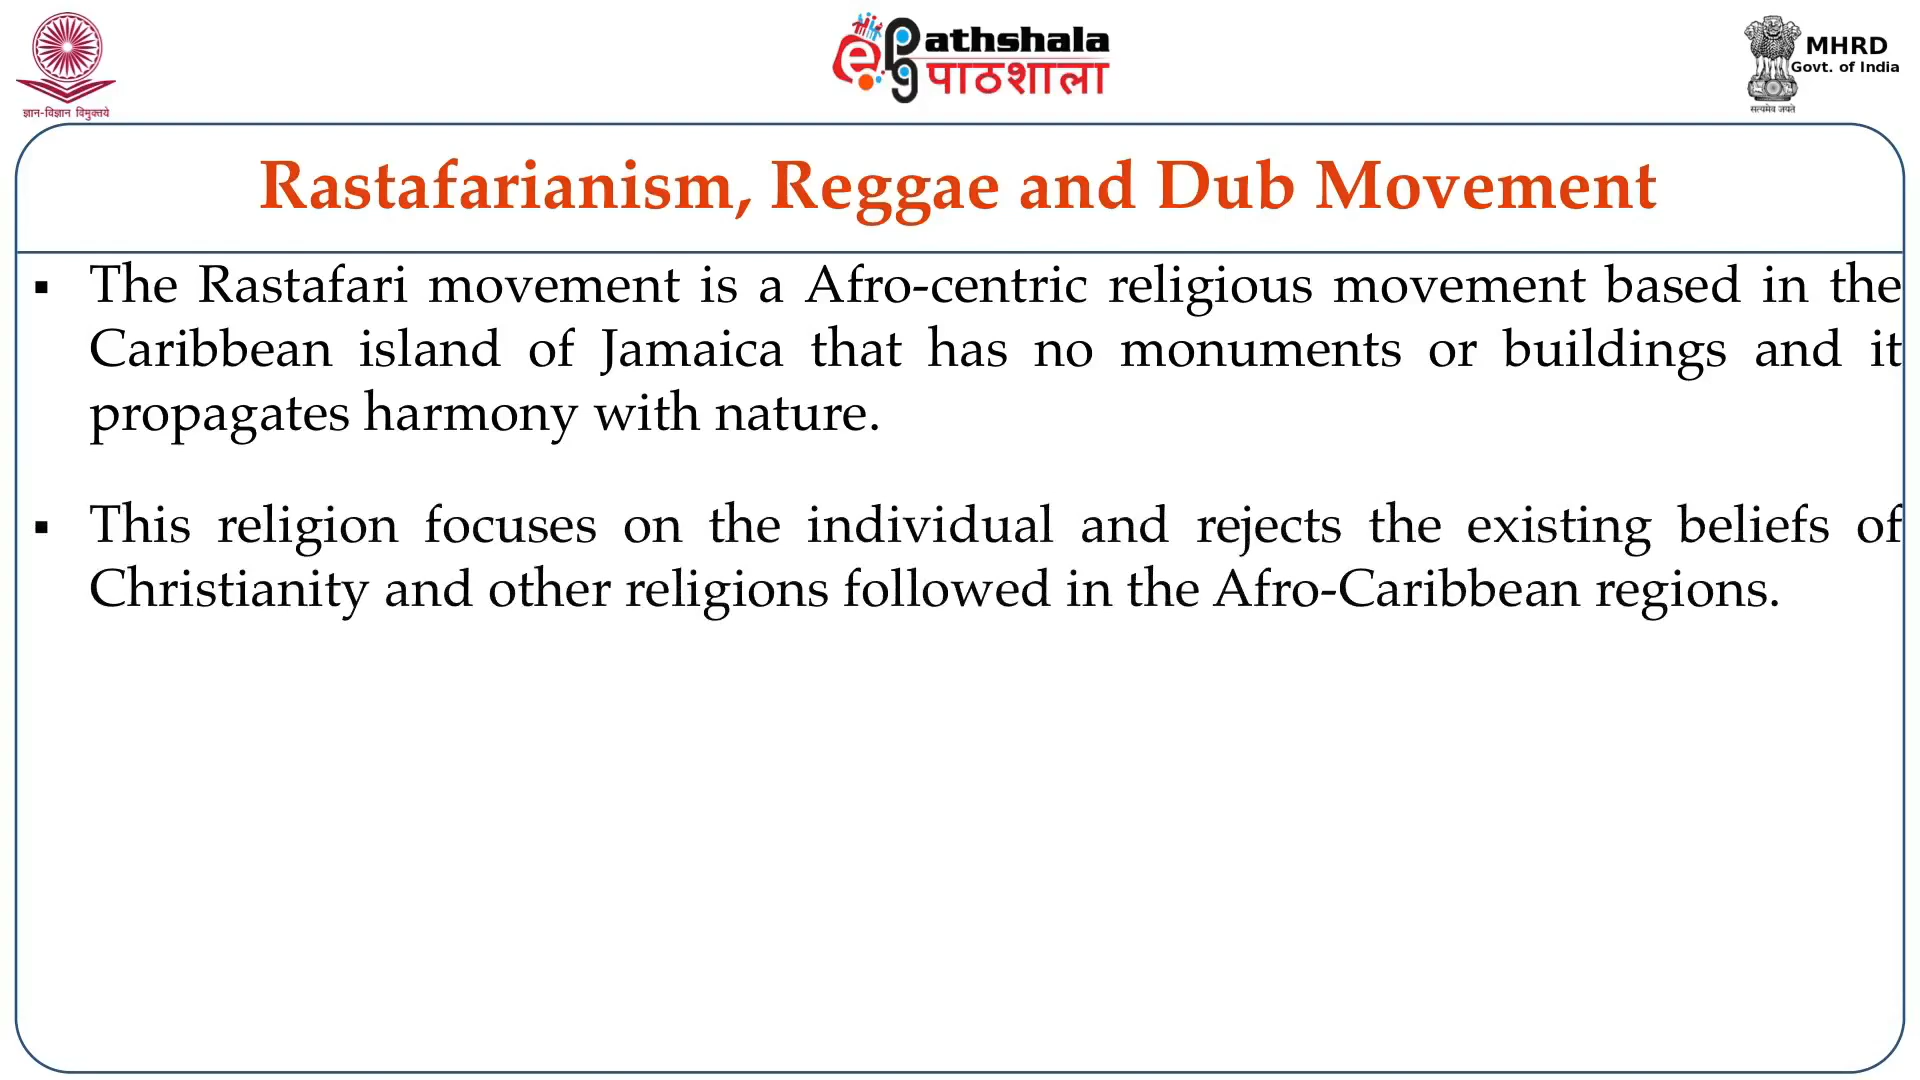 ज्ञान-विज्ञान विमुक्तये
e Pathshala
पाठशाला
MHRD
Govt. of India
सत्यमेव जयते
Rastafarianism, Reggae and Dub Movement
▪ The Rastafari movement is a Afro-centric religious movement based in the
Caribbean island of Jamaica that has no monuments or buildings and it
propagates harmony with nature.
▪ This religion focuses on the individual and rejects the existing beliefs of
Christianity and other religions followed in the Afro-Caribbean regions.